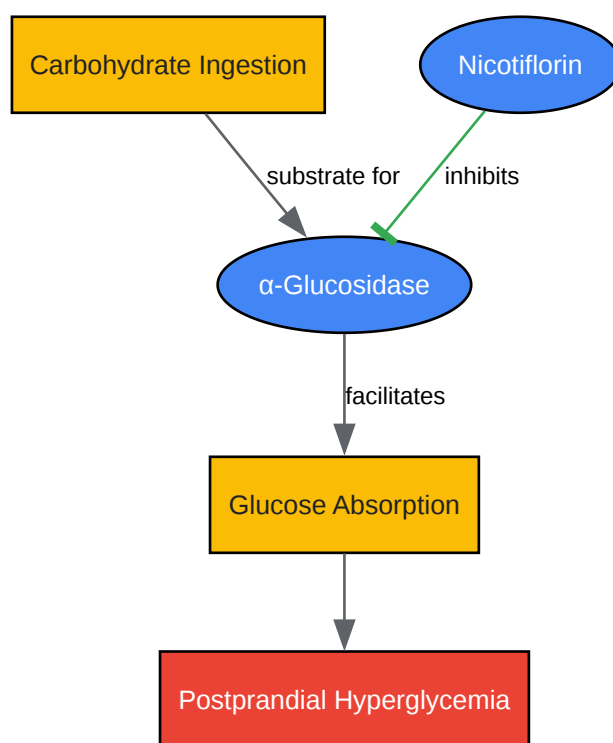 Carbohydrate Ingestion
Nicotiflorin
substrate for
inhibits
α-Glucosidase
facilitates
Glucose Absorption
Postprandial Hyperglycemia